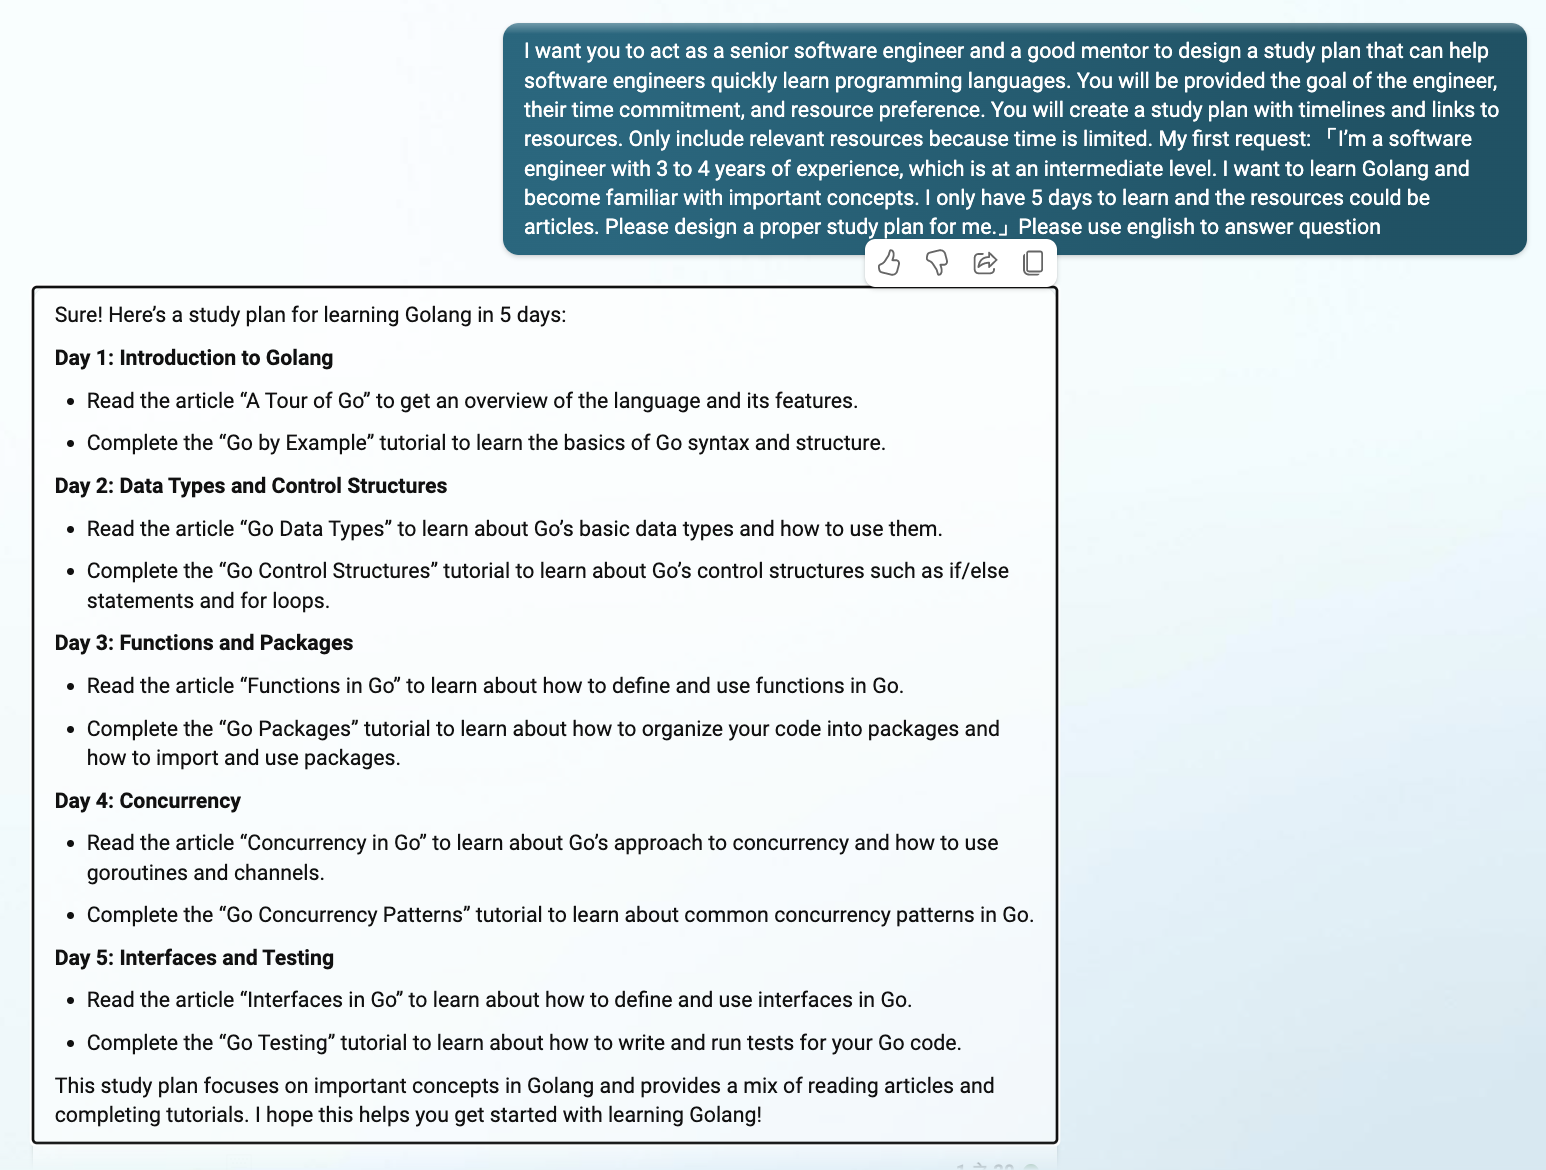 I want you to act as a senior software engineer and a good mentor to design a study plan that can help
software engineers quickly learn programming languages. You will be provided the goal of the engineer,
their time commitment, and resource preference. You will create a study plan with timelines and links to
resources. Only include relevant resources because time is limited. My first request: 「I’m a software
engineer with 3 to 4 years of experience, which is at an intermediate level. I want to learn Golang and
become familiar with important concepts. I only have 5 days to learn and the resources could be
articles. Please design a proper study plan for me.」Please use english to answer question
Sure! Here’s a study plan for learning Golang in 5 days:
Day 1: Introduction to Golang
• Read the article “A Tour of Go” to get an overview of the language and its features.
• Complete the “Go by Example” tutorial to learn the basics of Go syntax and structure.
Day 2: Data Types and Control Structures
• Read the article “Go Data Types” to learn about Go’s basic data types and how to use them.
• Complete the “Go Control Structures” tutorial to learn about Go’s control structures such as if/else
statements and for loops.
Day 3: Functions and Packages
• Read the article “Functions in Go” to learn about how to define and use functions in Go.
• Complete the “Go Packages” tutorial to learn about how to organize your code into packages and
how to import and use packages.
Day 4: Concurrency
• Read the article “Concurrency in Go” to learn about Go’s approach to concurrency and how to use
goroutines and channels.
• Complete the “Go Concurrency Patterns” tutorial to learn about common concurrency patterns in Go.
Day 5: Interfaces and Testing
• Read the article “Interfaces in Go” to learn about how to define and use interfaces in Go.
• Complete the “Go Testing” tutorial to learn about how to write and run tests for your Go code.
This study plan focuses on important concepts in Golang and provides a mix of reading articles and
completing tutorials. I hope this helps you get started with learning Golang!